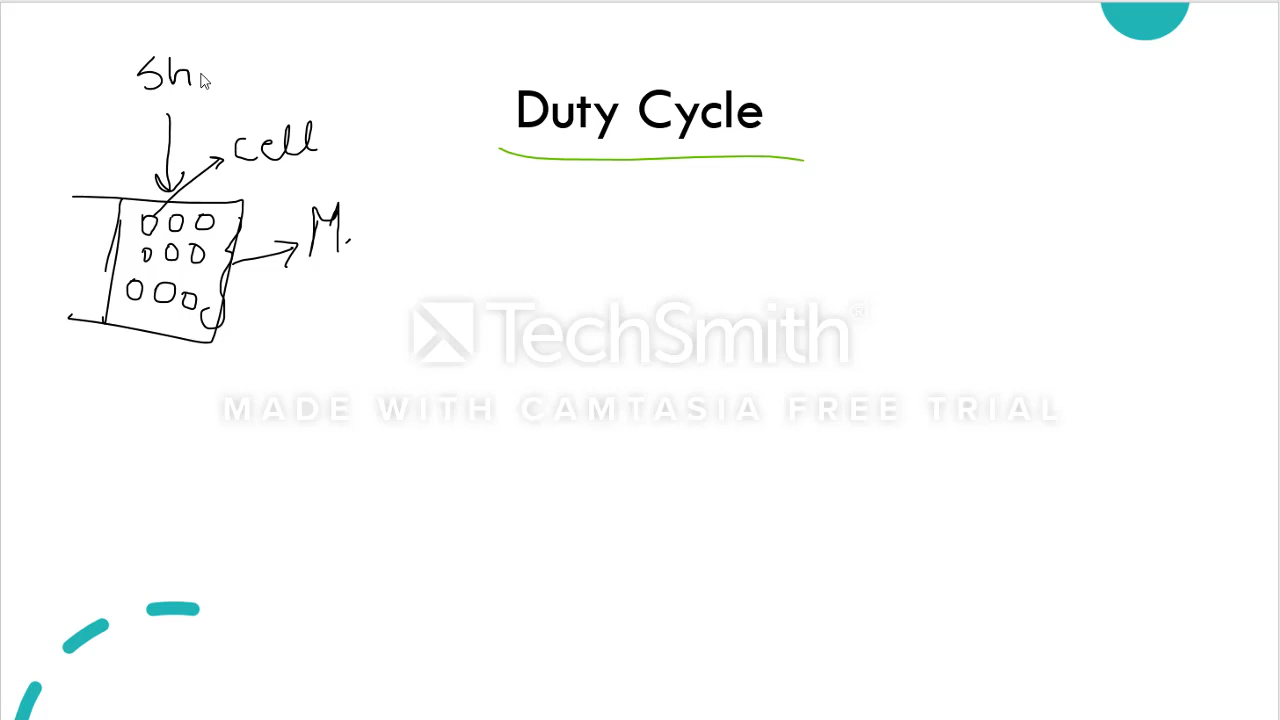 Sh
Duty Cycle
cell
M.
TechSmith®
MADE WITH CAMTASIA FREE TRIAL